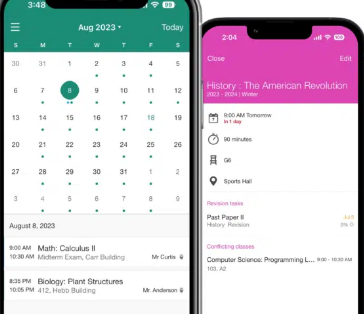 3:48
Aug 2023
Today
S M T W T F S
30 31 1 2 3 4 5
6 7 8 9 10 11 12
13 14 15 16 17 18 19
20 21 22 23 24 25 26
27 28 29 30 31 1 2
3 4 5 6 7 8 9
August 8, 2023
9:00 AM Math: Calculus II
10:30 AM Midterm Exam, Carr Building Mr Curtis
8:35 PM Biology: Plant Structures
10:05 PM 412, Hebb Building Mr. Anderson
2:04
Close Edit
History : The American Revolution
2023 - 2024 | Winter
9:00 AM Tomorrow
In 1 day
90 minutes
G6
Sports Hall
Revision tasks
Past Paper II
History Revision 0%
Conflicting classes
Computer Science: Programming L... 9:00 - 10:30 AM
103, A2